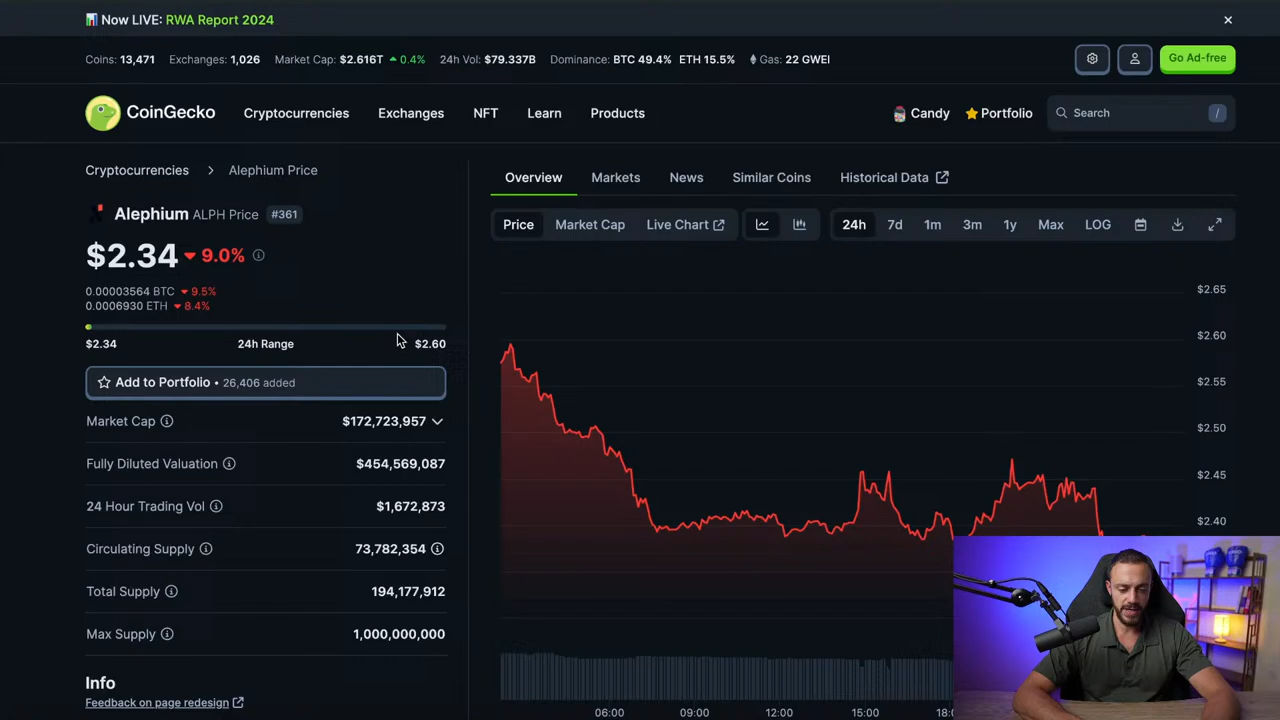 Now LIVE: RWA Report 2024
Coins: 13,471 Exchanges: 1,026 Market Cap: $2.616T 0.4% 24h Vol: $79.337B Dominance: BTC 49.4% ETH 15.5% Gas: 22 GWEI
Go Ad-free
CoinGecko Cryptocurrencies Exchanges NFT Learn Products Candy Portfolio Search /
Cryptocurrencies > Alephium Price
Alephium ALPH Price #361
$2.34 9.0%
0.00003564 BTC 9.5%
0.0006930 ETH 8.4%
$2.34 24h Range $2.60
Add to Portfolio • 26,406 added
Market Cap $172,723,957
Fully Diluted Valuation $454,569,087
24 Hour Trading Vol $1,672,873
Circulating Supply 73,782,354
Total Supply 194,177,912
Max Supply 1,000,000,000
Info
Feedback on page redesign
Overview Markets News Similar Coins Historical Data
Price Market Cap Live Chart 24h 7d 1m 3m 1y Max LOG
$2.65
$2.60
$2.55
$2.50
$2.45
$2.40
06:00 09:00 12:00 15:00